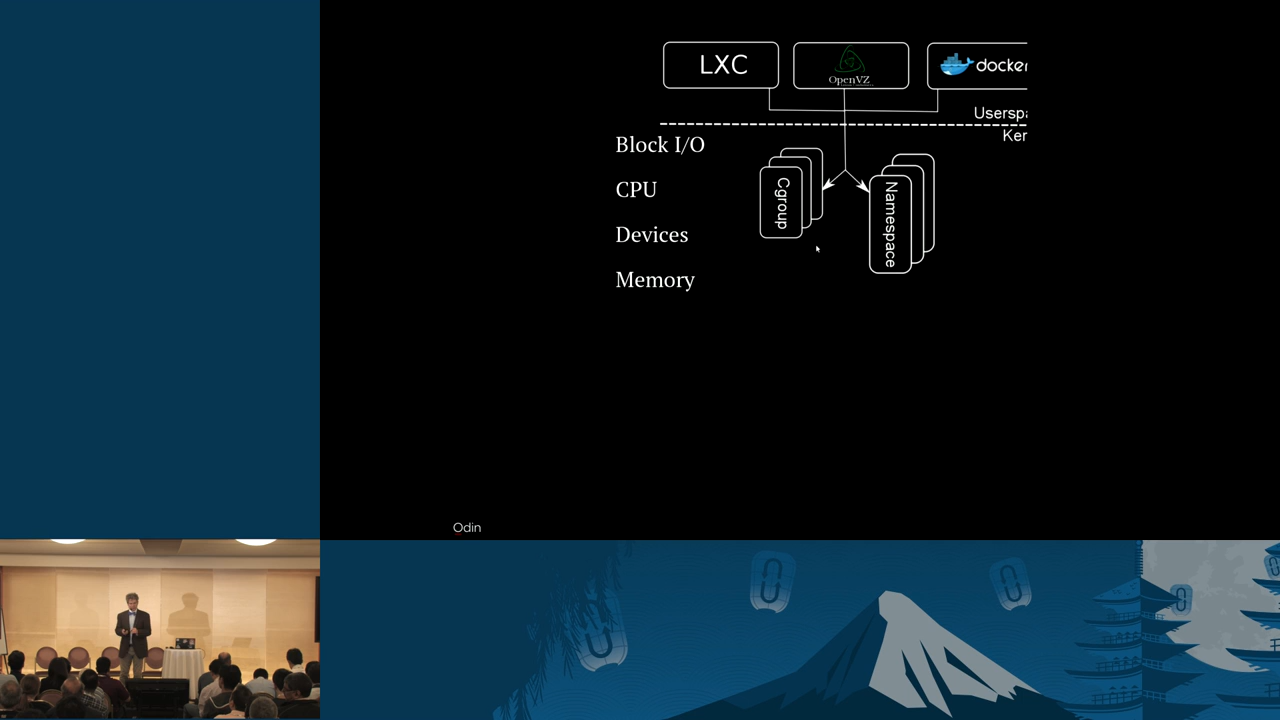 LXC
OpenVZ
docker
Userspa
Ker
Block I/O
CPU
Devices
Memory
Cgroup
Namespace
Odin